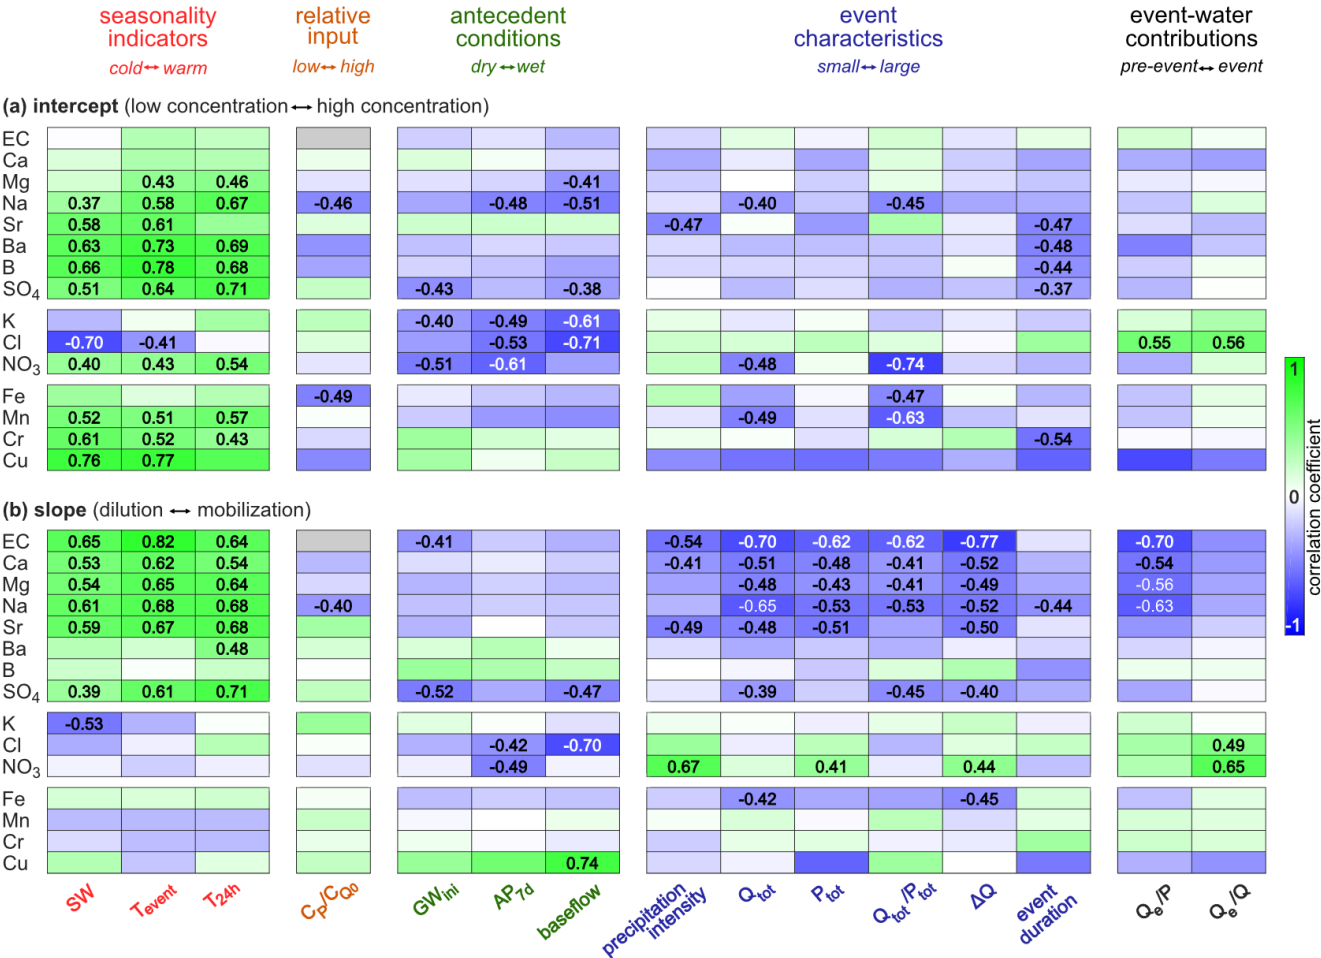 seasonality relative antecedent event event-water
indicators input conditions characteristics contributions
cold↔warm low↔high dry↔wet small↔large pre-event↔event
(a) intercept (low concentration ↔ high concentration)
EC
Ca
Mg 0.43 0.46 -0.41
Na 0.37 0.58 0.67 -0.46 -0.48 -0.51 -0.40 -0.45
Sr 0.58 0.61 -0.47 -0.47
Ba 0.63 0.73 0.69 -0.48
B 0.66 0.78 0.68 -0.44
SO4 0.51 0.64 0.71 -0.43 -0.38 -0.37
K -0.40 -0.49 -0.61
Cl -0.70 -0.41 -0.53 -0.71 0.55 0.56
NO3 0.40 0.43 0.54 -0.51 -0.61 -0.48 -0.74
Fe -0.49 -0.47
Mn 0.52 0.51 0.57 -0.49 -0.63
Cr 0.61 0.52 0.43 -0.54
Cu 0.76 0.77
(b) slope (dilution ↔ mobilization)
EC 0.65 0.82 0.64 -0.41 -0.54 -0.70 -0.62 -0.62 -0.77 -0.70
Ca 0.53 0.62 0.54 -0.41 -0.51 -0.48 -0.41 -0.52 -0.54
Mg 0.54 0.65 0.64 -0.48 -0.43 -0.41 -0.49 -0.56
Na 0.61 0.68 0.68 -0.40 -0.65 -0.53 -0.53 -0.52 -0.44 -0.63
Sr 0.59 0.67 0.68 -0.49 -0.48 -0.51 -0.50
Ba 0.48
B
SO4 0.39 0.61 0.71 -0.52 -0.47 -0.39 -0.45 -0.40
K -0.53
Cl -0.42 -0.70 0.49
NO3 -0.49 0.67 0.41 0.44 0.65
Fe -0.42 -0.45
Mn
Cr
Cu 0.74
SW Tevent T24h CP/CQ0 GWini AP7d baseflow precipitation intensity Qtot Ptot Qtot/Ptot ΔQ event duration Qe/P Qe/Q
1
0
-1
correlation coefficient